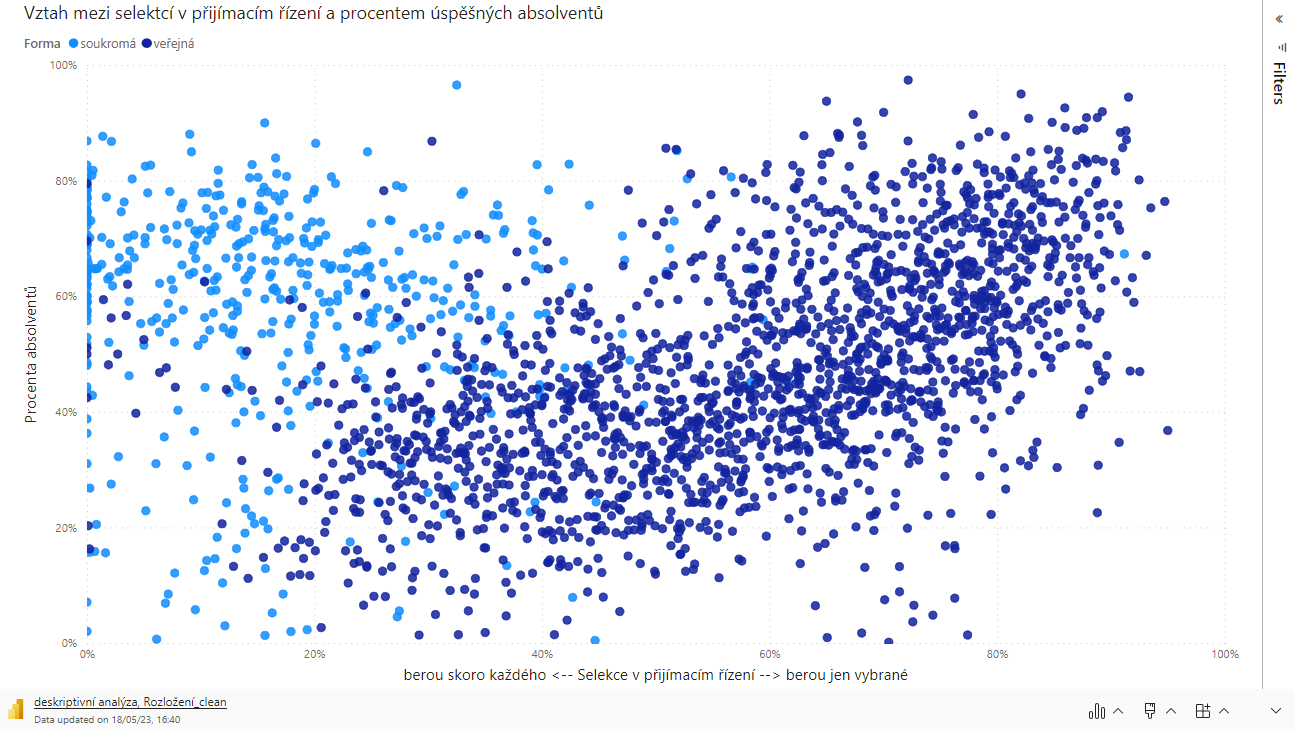 Vztah mezi selektcí v přijímacím řízení a procentem úspěšných absolventů
Forma soukromá veřejná
Filters
Procenta absolventů
100%
80%
60%
40%
20%
0%
0% 20% 40% 60% 80% 100%
berou skoro každého <-- Selekce v přijímacím řízení --> berou jen vybrané
deskriptivní analýza, Rozložení_clean
Data updated on 18/05/23, 16:40